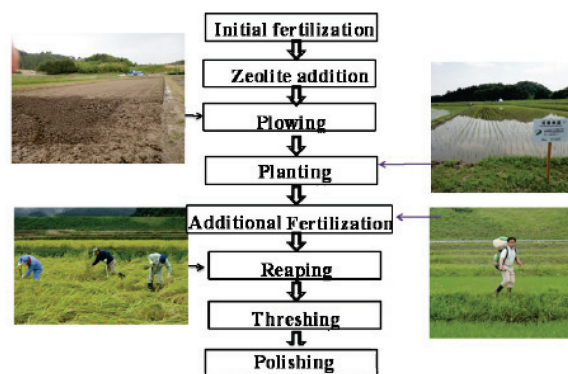 Initial fertilization
Zeolite addition
Plowing
Planting
Additional Fertilization
Reaping
Threshing
Polishing